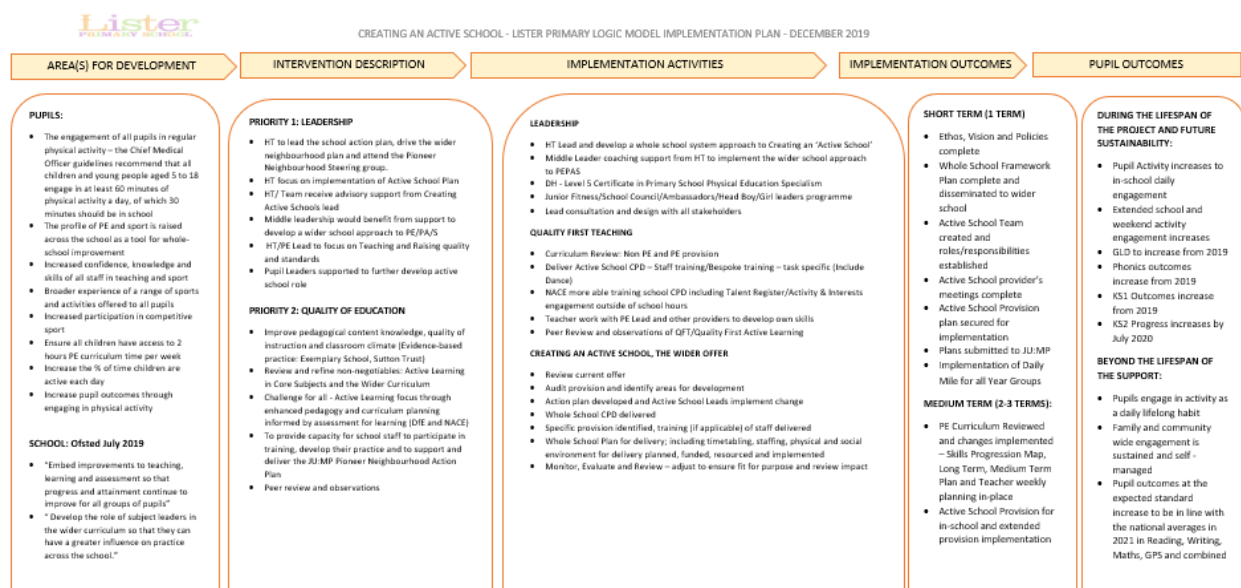 Lister
PRIMARY SCHOOL
CREATING AN ACTIVE SCHOOL - LISTER PRIMARY LOGIC MODEL IMPLEMENTATION PLAN - DECEMBER 2019
AREA(S) FOR DEVELOPMENT
INTERVENTION DESCRIPTION
IMPLEMENTATION ACTIVITIES
IMPLEMENTATION OUTCOMES
PUPIL OUTCOMES
PUPILS:
• The engagement of all pupils in regular
physical activity – the Chief Medical
Officer guidelines recommend that all
children and young people aged 5 to 18
engage in at least 60 minutes of
physical activity a day, of which 30
minutes should be in school
• The profile of PE and sport is raised
across the school as a tool for whole-
school improvement
• Increased confidence, knowledge and
skills of all staff in teaching and sport
• Broader experience of a range of sports
and activities offered to all pupils
• Increased participation in competitive
sport
• Ensure all children have access to 2
hours PE curriculum time per week
• Increase the % of time children are
active each day
• Increase pupil outcomes through
engaging in physical activity
SCHOOL: Ofsted July 2019
• "Embed improvements to teaching,
learning and assessment so that
progress and attainment continue to
improve for all groups of pupils"
• " Develop the role of subject leaders in
the wider curriculum so that they can
have a greater influence on practice
across the school."
PRIORITY 1: LEADERSHIP
• HT to lead the school action plan, drive the wider
neighbourhood plan and attend the Pioneer
Neighbourhood Steering group.
• HT focus on implementation of Active School Plan
• HT/ Team receive advisory support from Creating
Active Schools lead
• Middle leadership would benefit from support to
develop a wider school approach to PE/PA/S
• HT/PE Lead to focus on Teaching and Raising quality
and standards
• Pupil Leaders supported to further develop active
school role
PRIORITY 2: QUALITY OF EDUCATION
• Improve pedagogical content knowledge, quality of
instruction and classroom climate (Evidence-based
practice: Exemplary School, Sutton Trust)
• Review and refine non-negotiables: Active Learning
in Core Subjects and the Wider Curriculum
• Challenge for all - Active Learning focus through
enhanced pedagogy and curriculum planning
informed by assessment for learning (DfE and NACE)
• To provide capacity for school staff to participate in
training, develop their practice and to support and
deliver the JU:MP Pioneer Neighbourhood Action
Plan
• Peer review and observations
LEADERSHIP
• HT Lead and develop a whole school system approach to Creating an 'Active School'
• Middle Leader coaching support from HT to implement the wider school approach
to PEPAS
• DH - Level 5 Certificate in Primary School Physical Education Specialism
• Junior Fitness/School Council/Ambassadors/Head Boy/Girl leaders programme
• Lead consultation and design with all stakeholders
QUALITY FIRST TEACHING
• Curriculum Review: Non PE and PE provision
• Deliver Active School CPD – Staff training/Bespoke training – task specific (Include
Dance)
• NACE more able training school CPD including Talent Register/Activity & Interests
engagement outside of school hours
• Teacher work with PE Lead and other providers to develop own skills
• Peer Review and observations of QFT/Quality First Active Learning
CREATING AN ACTIVE SCHOOL, THE WIDER OFFER
• Review current offer
• Audit provision and identify areas for development
• Action plan developed and Active School Leads implement change
• Whole School CPD delivered
• Specific provision identified, training (if applicable) of staff delivered
• Whole School Plan for delivery; including timetabling, staffing, physical and social
environment for delivery planned, funded, resourced and implemented
• Monitor, Evaluate and Review – adjust to ensure fit for purpose and review impact
SHORT TERM (1 TERM)
• Ethos, Vision and Policies
complete
• Whole School Framework
Plan complete and
disseminated to wider
school
• Active School Team
created and
roles/responsibilities
established
• Active School provider's
meetings complete
• Active School Provision
plan secured for
implementation
• Plans submitted to JU:MP
• Implementation of Daily
Mile for all Year Groups
MEDIUM TERM (2-3 TERMS):
• PE Curriculum Reviewed
and changes implemented
– Skills Progression Map,
Long Term, Medium Term
Plan and Teacher weekly
planning in-place
• Active School Provision for
in-school and extended
provision implementation
DURING THE LIFESPAN OF
THE PROJECT AND FUTURE
SUSTAINABILITY:
• Pupil Activity increases to
in-school daily
engagement
• Extended school and
weekend activity
engagement increases
• GLD to increase from 2019
• Phonics outcomes
increase from 2019
• KS1 Outcomes increase
from 2019
• KS2 Progress increases by
July 2020
BEYOND THE LIFESPAN OF
THE SUPPORT:
• Pupils engage in activity as
a daily lifelong habit
• Family and community
wide engagement is
sustained and self -
managed
• Pupil outcomes at the
expected standard
increase to be in line with
the national averages in
2021 in Reading, Writing,
Maths, GPS and combined